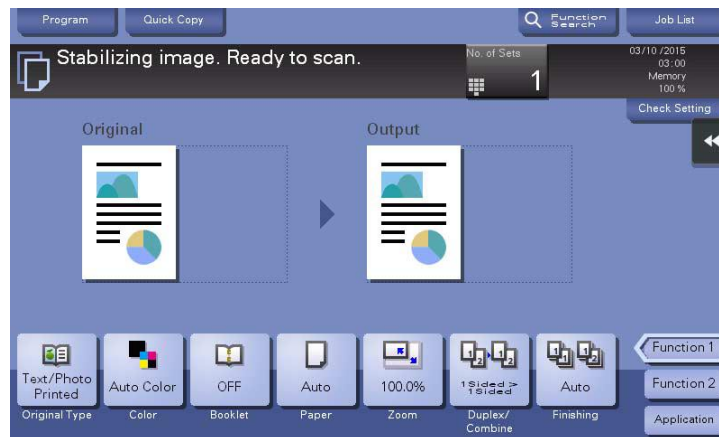 Program
Quick Copy
Function
Search
Job List
Stabilizing image. Ready to scan.
No. of Sets
1
03/10 /2015
03:00
Memory
100 %
Check Setting
Original
Output
Text/Photo
Printed
Auto Color
OFF
Auto
100.0%
1Sided >
1Sided
Auto
Original Type
Color
Booklet
Paper
Zoom
Duplex/
Combine
Finishing
Function 1
Function 2
Application